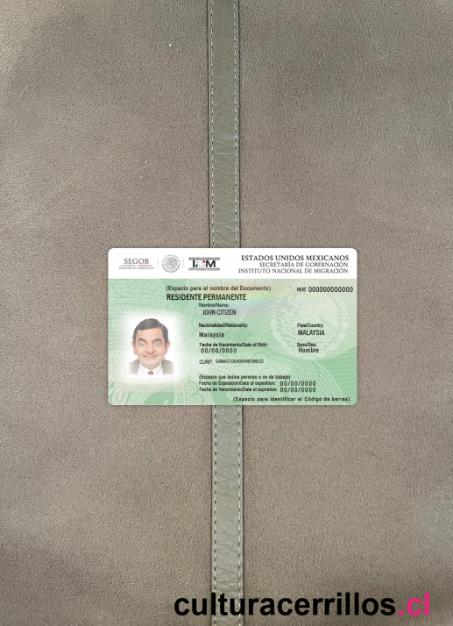 SEGOB
ESTADOS UNIDOS MEXICANOS
SECRETARÍA DE GOBERNACIÓN
INSTITUTO NACIONAL DE MIGRACIÓN
(Espacio para el nombre del Documento)
NUE 000000000000
RESIDENTE PERMANENTE
Nombre/Name:
JOHN CITIZEN
Nacionalidad/Nationality:
País/Country:
Malaysia
MALAYSIA
Fecha de Nacimiento/Date of Birth:
00/00/0000
Hombre
CURP:
(Espacio que indica permiso o no de trabajo)
Fecha de Expedición/Date of expedition: 00/00/0000
Fecha de Vencimiento/Date of expiration: 00/00/0000
(Espacio para identificar el Código de barras)
culturacerrillos.cl